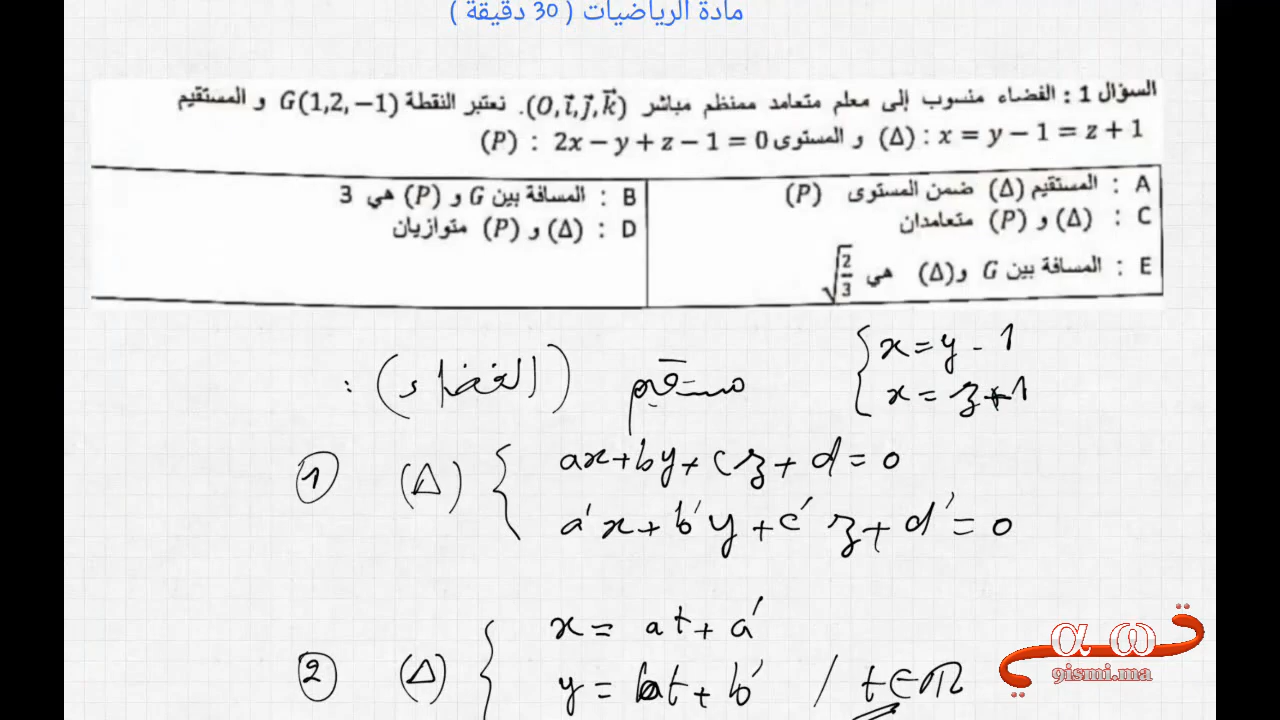 مادة الرياضيات ( 30 دقيقة )
السؤال 1 : الفضاء منسوب إلى معلم متعامد ممنظم مباشر (O, i⃗, j⃗, k⃗). نعتبر النقطة G(1,2,−1) و المستقيم
(Δ) : x = y − 1 = z + 1 و المستوى (P) : 2x − y + z − 1 = 0
A : المستقيم (Δ) ضمن المستوى (P)
B : المسافة بين G و (P) هي 3
C : (Δ) و (P) متعامدان
D : (Δ) و (P) متوازيان
E : المسافة بين G و(Δ) هي √(2/3)
x = y - 1
x = z + 1
مستقيم (الفضاء) :
① (Δ) { ax + by + cz + d = 0
a'x + b'y + c'z + d' = 0
② (Δ) { x = at + a'
y = bt + b' / t ∈ ℝ
α ω
9ismi.ma